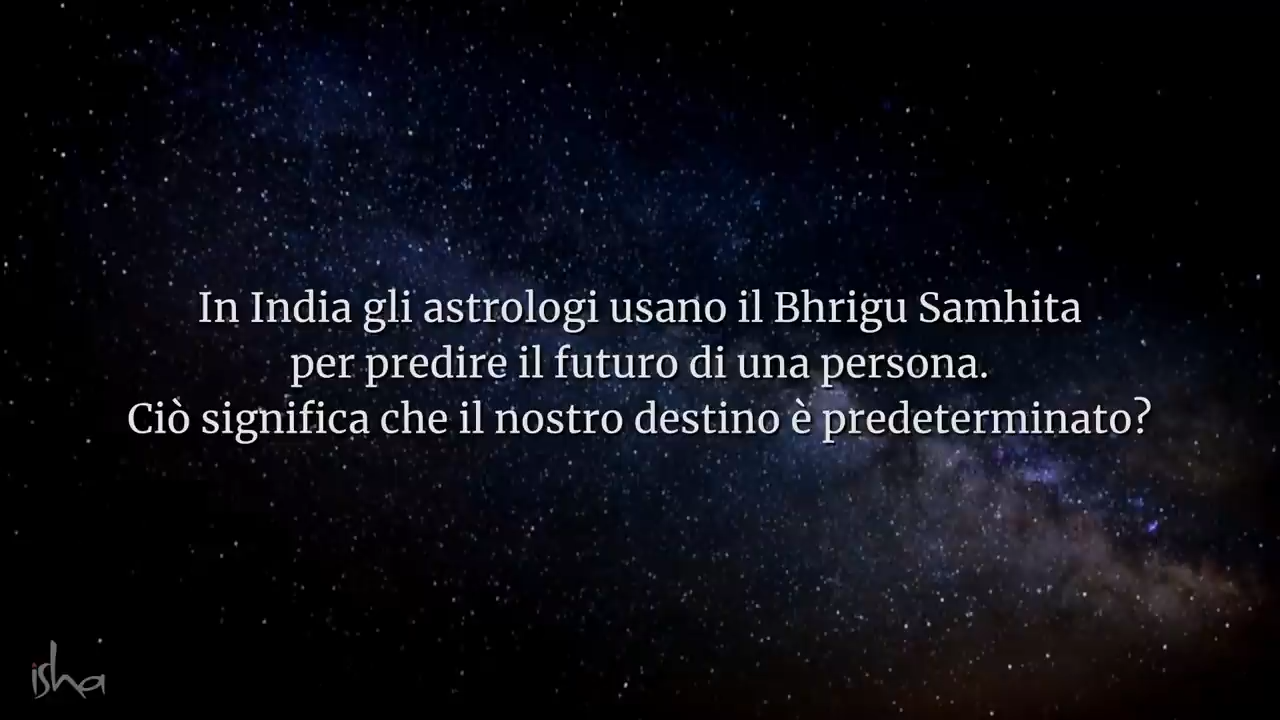 In India gli astrologi usano il Bhrigu Samhita
per predire il futuro di una persona.
Ciò significa che il nostro destino è predeterminato?
isha